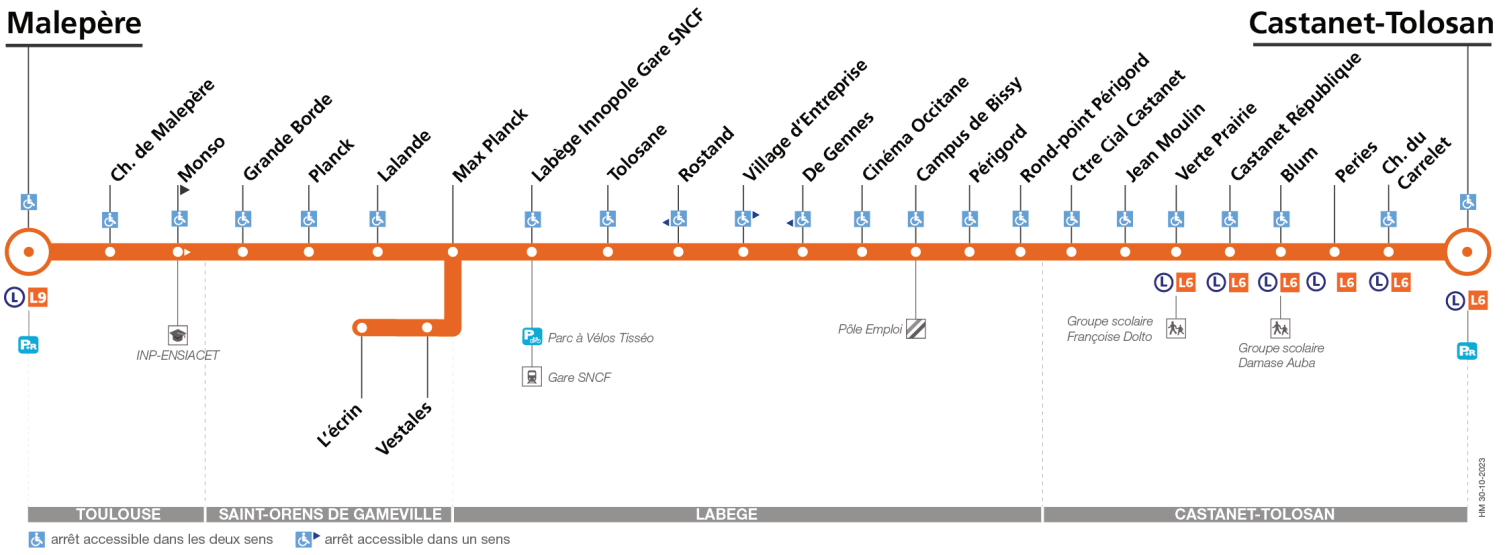 Malepère
Castanet-Tolosan
Ch. de Malepère
Monso
Grande Borde
Planck
Lalande
Max Planck
Labège Innopole Gare SNCF
Tolosane
Rostand
Village d'Entreprise
De Gennes
Cinéma Occitane
Campus de Bissy
Périgord
Rond-point Périgord
Ctre Cial Castanet
Jean Moulin
Verte Prairie
Castanet République
Blum
Peries
Ch. du
Carrelet
L L9
L L6
L L6
L L6
L L6
L L6
L L6
P+R
INP-ENSIACET
P Parc à Vélos Tisséo
Gare SNCF
Pôle Emploi
Groupe scolaire
Françoise Dolto
Groupe scolaire
Damase Auba
P+R
L'écrin
Vestales
HM 30-10-2023
TOULOUSE
SAINT-ORENS DE GAMEVILLE
LABEGE
CASTANET-TOLOSAN
arrêt accessible dans les deux sens
arrêt accessible dans un sens